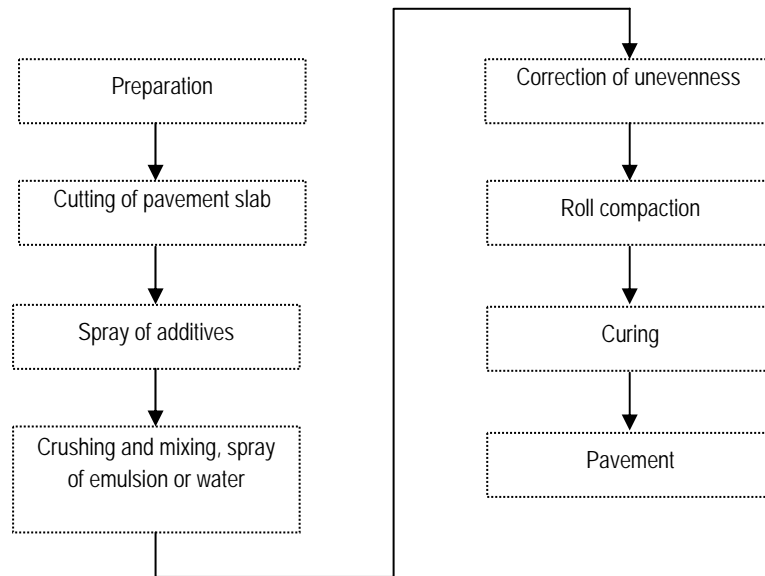 Preparation
Cutting of pavement slab
Spray of additives
Crushing and mixing, spray
of emulsion or water
Correction of unevenness
Roll compaction
Curing
Pavement